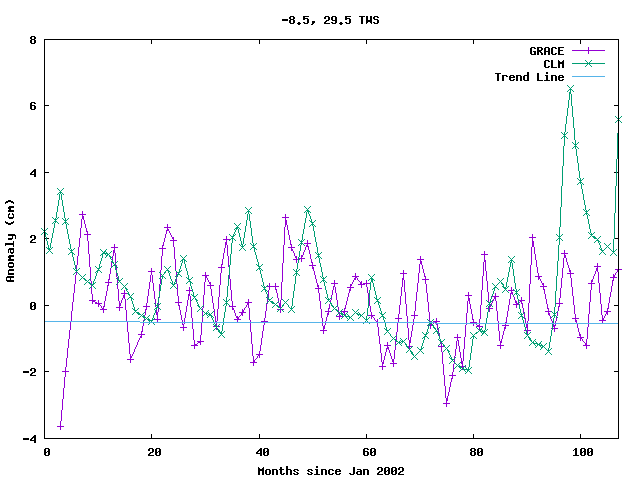 -8.5, 29.5 TWS
GRACE
CLM
Trend Line
8
6
4
2
0
-2
-4
Anomaly (cm)
0 20 40 60 80 100
Months since Jan 2002